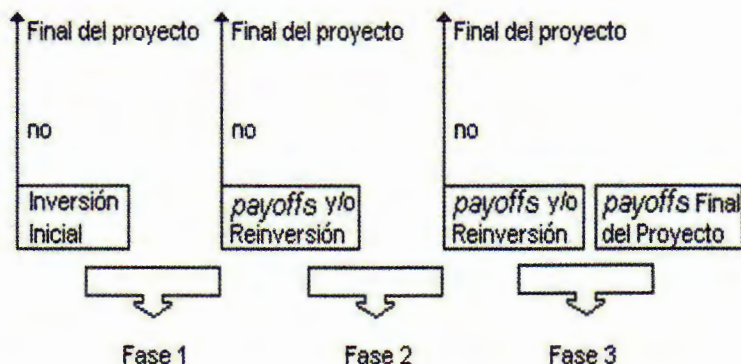 Final del proyecto
Final del proyecto
Final del proyecto
no
no
no
Inversión
Inicial
payoffs y/o
Reinversión
payoffs y/o
Reinversión
payoffs Final
del Proyecto
Fase 1
Fase 2
Fase 3